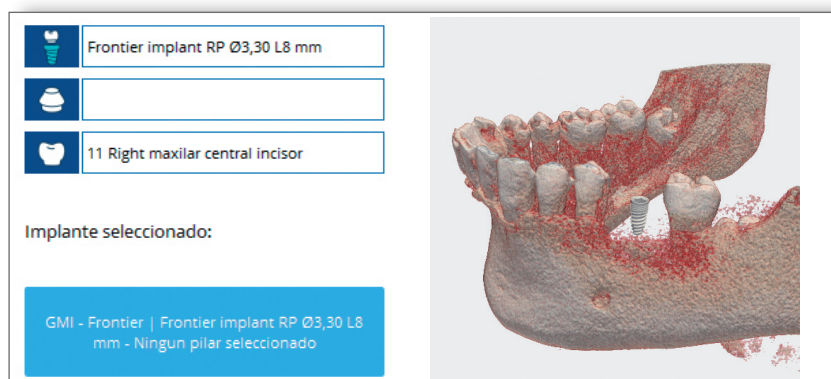 Frontier implant RP Ø3,30 L8 mm
11 Right maxilar central incisor
Implante seleccionado:
GMI - Frontier | Frontier implant RP Ø3,30 L8
mm - Ningun pilar seleccionado